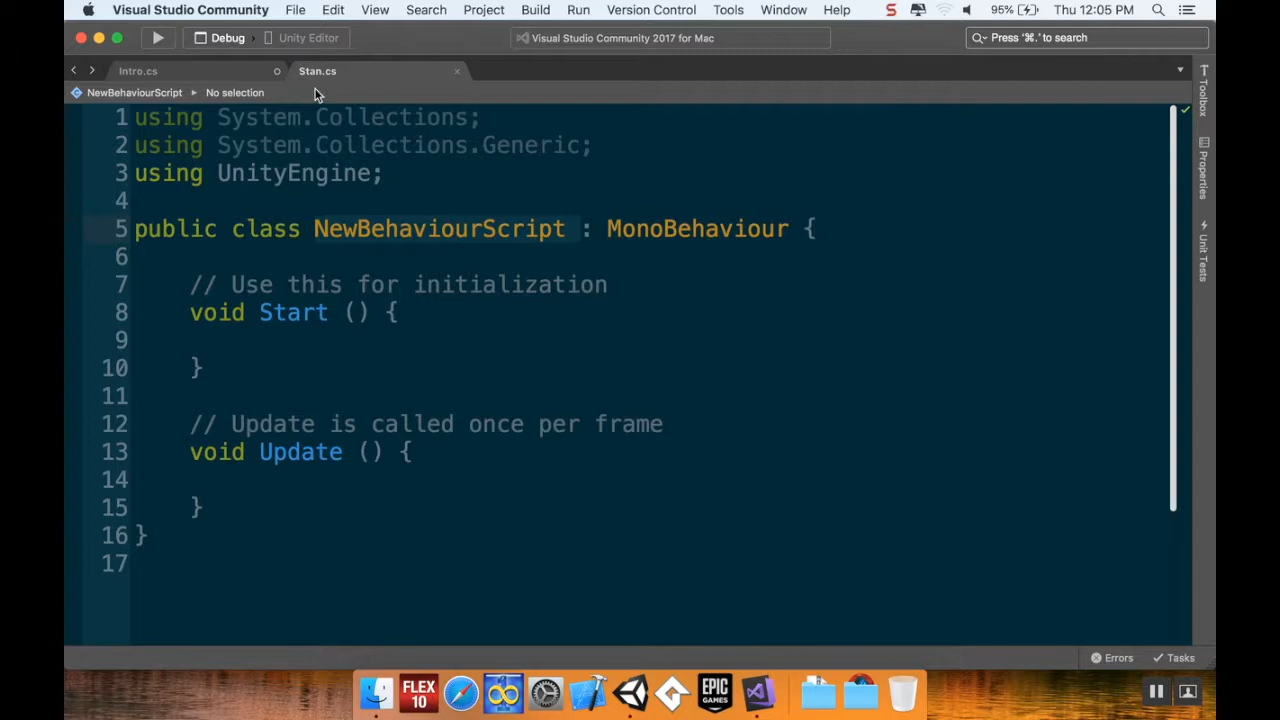 Visual Studio Community File Edit View Search Project Build Run Version Control Tools Window Help 95% Thu 12:05 PM
Debug Unity Editor Visual Studio Community 2017 for Mac Press '⌘.' to search
Intro.cs Stan.cs
NewBehaviourScript No selection
1 using System.Collections;
2 using System.Collections.Generic;
3 using UnityEngine;
4
5 public class NewBehaviourScript : MonoBehaviour {
6
7 // Use this for initialization
8 void Start () {
9
10 }
11
12 // Update is called once per frame
13 void Update () {
14
15 }
16 }
17
Toolbox
Properties
Unit Tests
Errors Tasks
FLEX
10
EPIC
GAMES